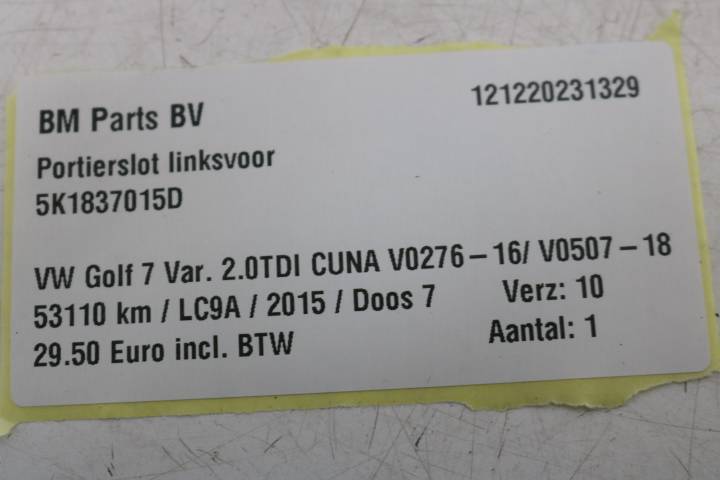 BM Parts BV 121220231329
Portierslot linksvoor
5K1837015D
VW Golf 7 Var. 2.0TDI CUNA V0276-16/ V0507-18
53110 km / LC9A / 2015 / Doos 7 Verz: 10
29.50 Euro incl. BTW Aantal: 1